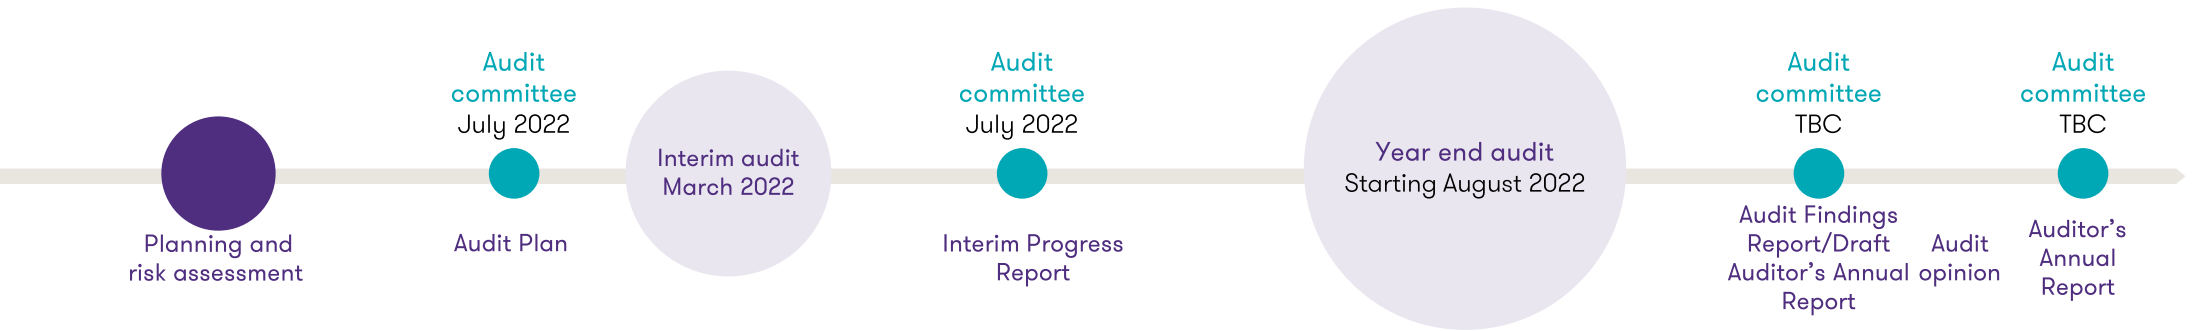 Planning and
risk assessment
Audit
committee
July 2022
Audit Plan
Interim audit
March 2022
Audit
committee
July 2022
Interim Progress
Report
Year end audit
Starting August 2022
Audit
committee
TBC
Audit Findings
Report/Draft
Auditor’s Annual
Report
Audit
opinion
Audit
committee
TBC
Auditor’s
Annual
Report